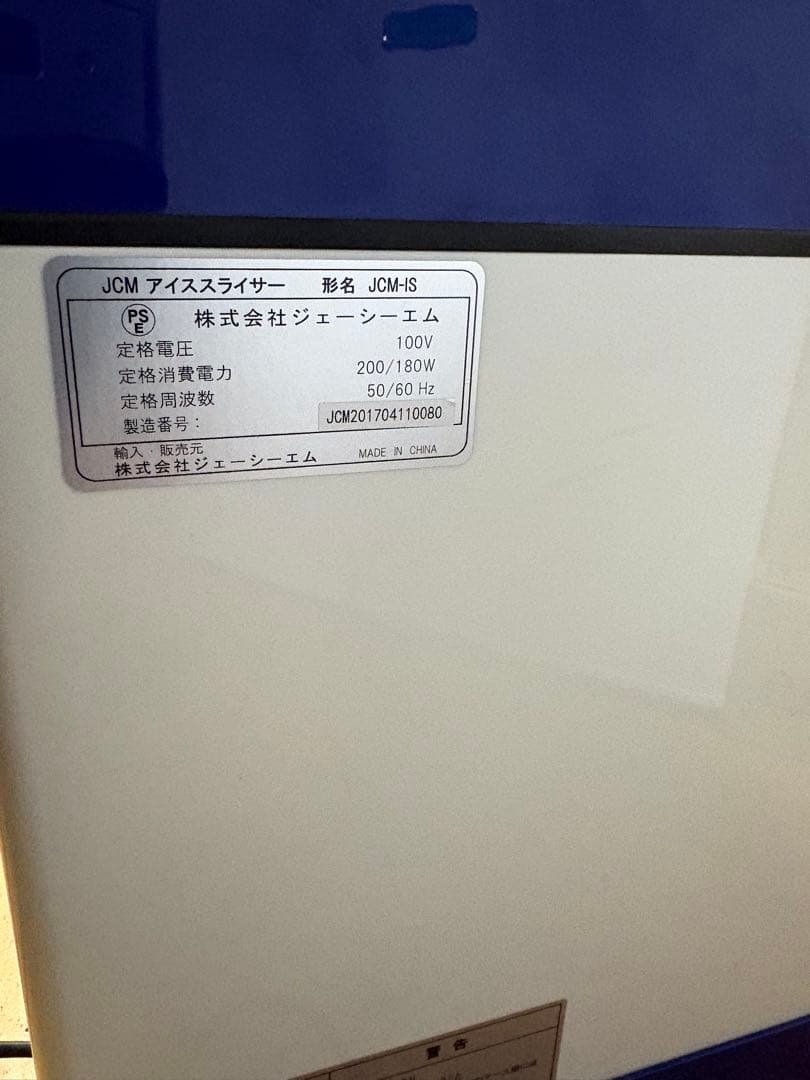 JCM アイススライサー 形名 JCM-IS
PSE 株式会社ジェーシーエム
定格電圧 100V
定格消費電力 200/180W
定格周波数 50/60 Hz
製造番号: JCM201704110080
輸入・販売元
株式会社ジェーシーエム MADE IN CHINA
警告